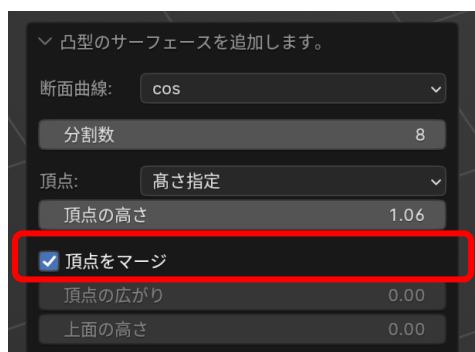 凸型のサーフェースを追加します。
断面曲線: cos
分割数 8
頂点: 髙さ指定
頂点の高さ 1.06
頂点をマージ
頂点の広がり 0.00
上面の高さ 0.00